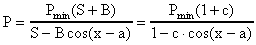 P = P_min(S + B) / (S − B cos(x − a)) = P_min(1 + c) / (1 − c · cos(x − a))